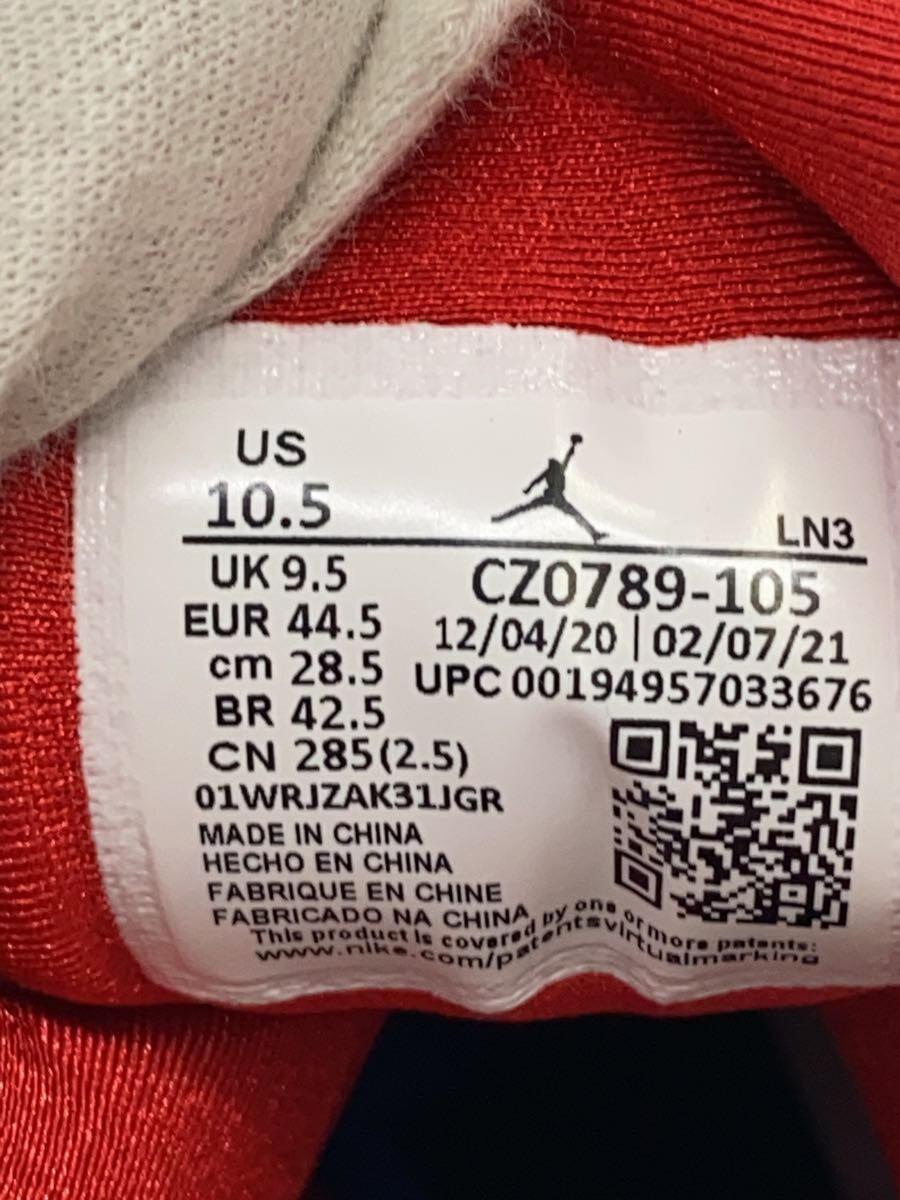 US
10.5
LN3
UK 9.5
CZ0789-105
EUR 44.5
12/04/20 | 02/07/21
cm 28.5
UPC 00194957033676
BR 42.5
CN 285(2.5)
01WRJZAK31JGR
MADE IN CHINA
HECHO EN CHINA
FABRIQUE EN CHINE
FABRICADO NA CHINA
This product is covered by one or more patents:
www.nike.com/patentsvirtualmarking